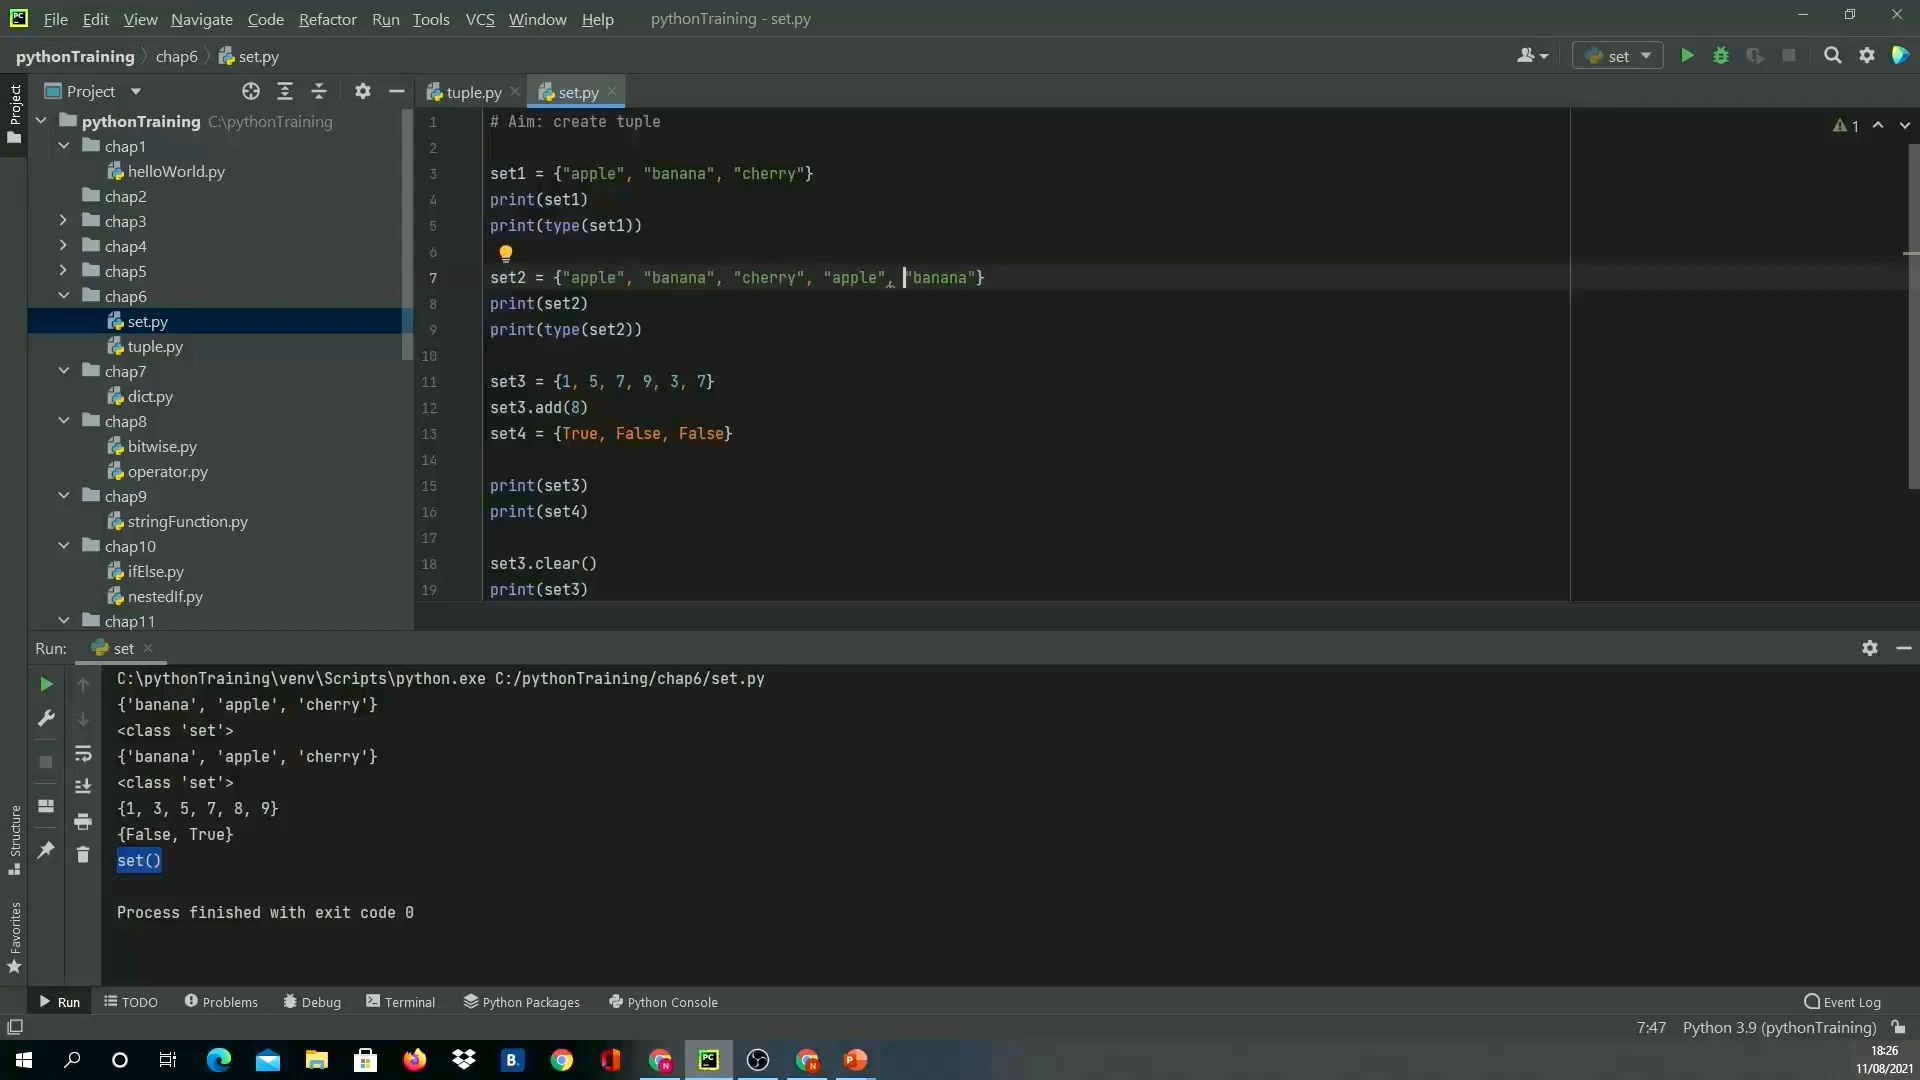 File Edit View Navigate Code Refactor Run Tools VCS Window Help pythonTraining - set.py
pythonTraining chap6 set.py
set
Project
Project
tuple.py
set.py
pythonTraining C:\pythonTraining
chap1
helloWorld.py
chap2
chap3
chap4
chap5
chap6
set.py
tuple.py
chap7
dict.py
chap8
bitwise.py
operator.py
chap9
stringFunction.py
chap10
ifElse.py
nestedIf.py
chap11
1 # Aim: create tuple
2
3 set1 = {"apple", "banana", "cherry"}
4 print(set1)
5 print(type(set1))
6
7 set2 = {"apple", "banana", "cherry", "apple", "banana"}
8 print(set2)
9 print(type(set2))
10
11 set3 = {1, 5, 7, 9, 3, 7}
12 set3.add(8)
13 set4 = {True, False, False}
14
15 print(set3)
16 print(set4)
17
18 set3.clear()
19 print(set3)
1
Run: set
C:\pythonTraining\venv\Scripts\python.exe C:/pythonTraining/chap6/set.py
{'banana', 'apple', 'cherry'}
<class 'set'>
{'banana', 'apple', 'cherry'}
<class 'set'>
{1, 3, 5, 7, 8, 9}
{False, True}
set()
Process finished with exit code 0
Structure
Favorites
Run TODO Problems Debug Terminal Python Packages Python Console Event Log
7:47 Python 3.9 (pythonTraining)
18:26
11/08/2021